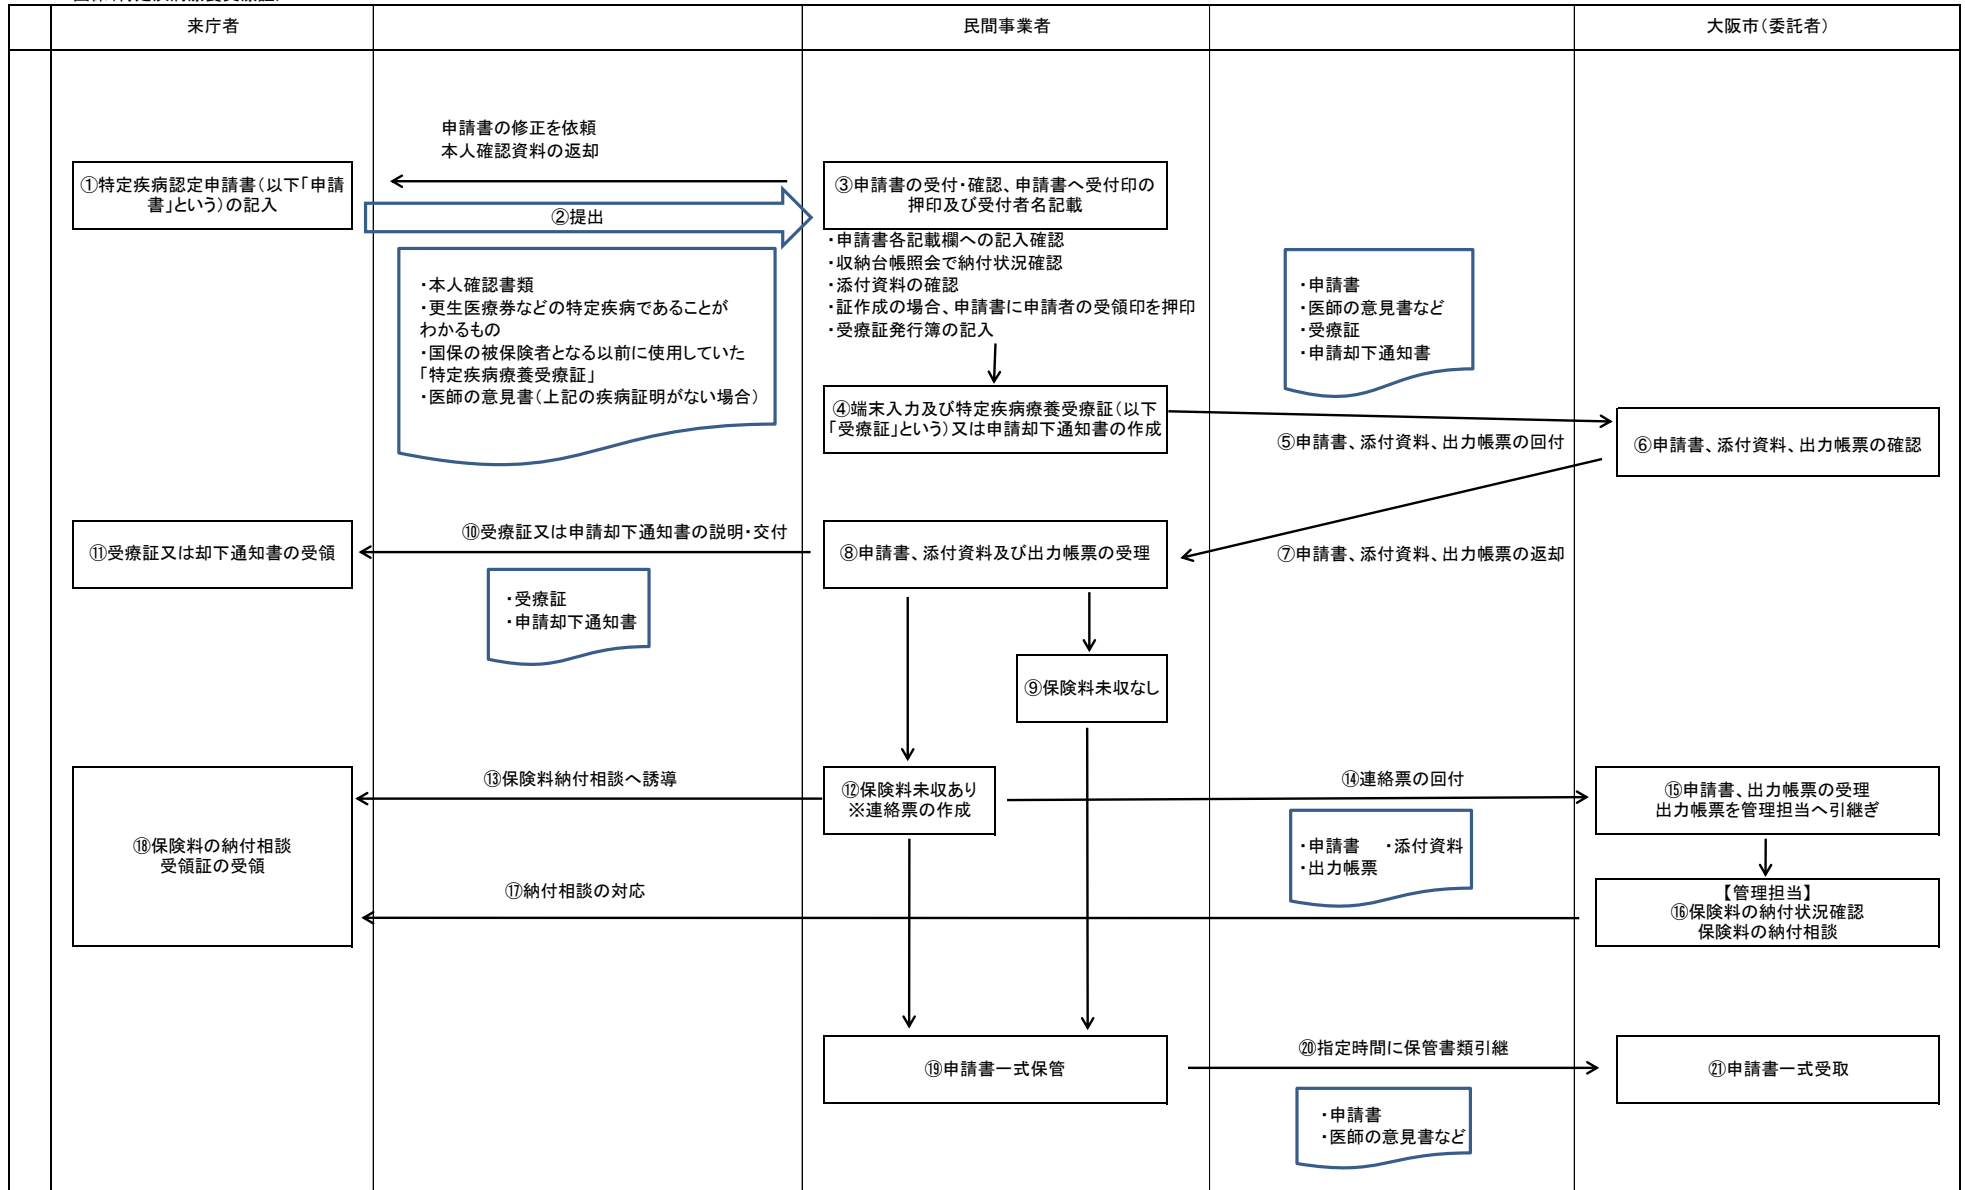 来庁者
民間事業者
大阪市(委託者)
申請書の修正を依頼
本人確認資料の返却
①特定疾病認定申請書(以下「申請
書」という)の記入
②提出
③申請書の受付・確認、申請書へ受付印の
押印及び受付者名記載
・申請書各記載欄への記入確認
・収納台帳照会で納付状況確認
・添付資料の確認
・証作成の場合、申請書に申請者の受領印を押印
・受療証発行簿の記入
・本人確認書類
・更生医療券などの特定疾病であることが
わかるもの
・国保の被保険者となる以前に使用していた
「特定疾病療養受療証」
・医師の意見書(上記の疾病証明がない場合)
・申請書
・医師の意見書など
・受療証
・申請却下通知書
④端末入力及び特定疾病療養受療証(以下
「受療証」という)又は申請却下通知書の作成
⑤申請書、添付資料、出力帳票の回付
⑥申請書、添付資料、出力帳票の確認
⑦申請書、添付資料、出力帳票の返却
⑧申請書、添付資料及び出力帳票の受理
⑩受療証又は申請却下通知書の説明・交付
⑪受療証又は却下通知書の受領
・受療証
・申請却下通知書
⑨保険料未収なし
⑫保険料未収あり
※連絡票の作成
⑬保険料納付相談へ誘導
⑭連絡票の回付
⑮申請書、出力帳票の受理
出力帳票を管理担当へ引継ぎ
・申請書 ・添付資料
・出力帳票
【管理担当】
⑯保険料の納付状況確認
保険料の納付相談
⑰納付相談の対応
⑱保険料の納付相談
受領証の受領
⑲申請書一式保管
⑳指定時間に保管書類引継
㉑申請書一式受取
・申請書
・医師の意見書など